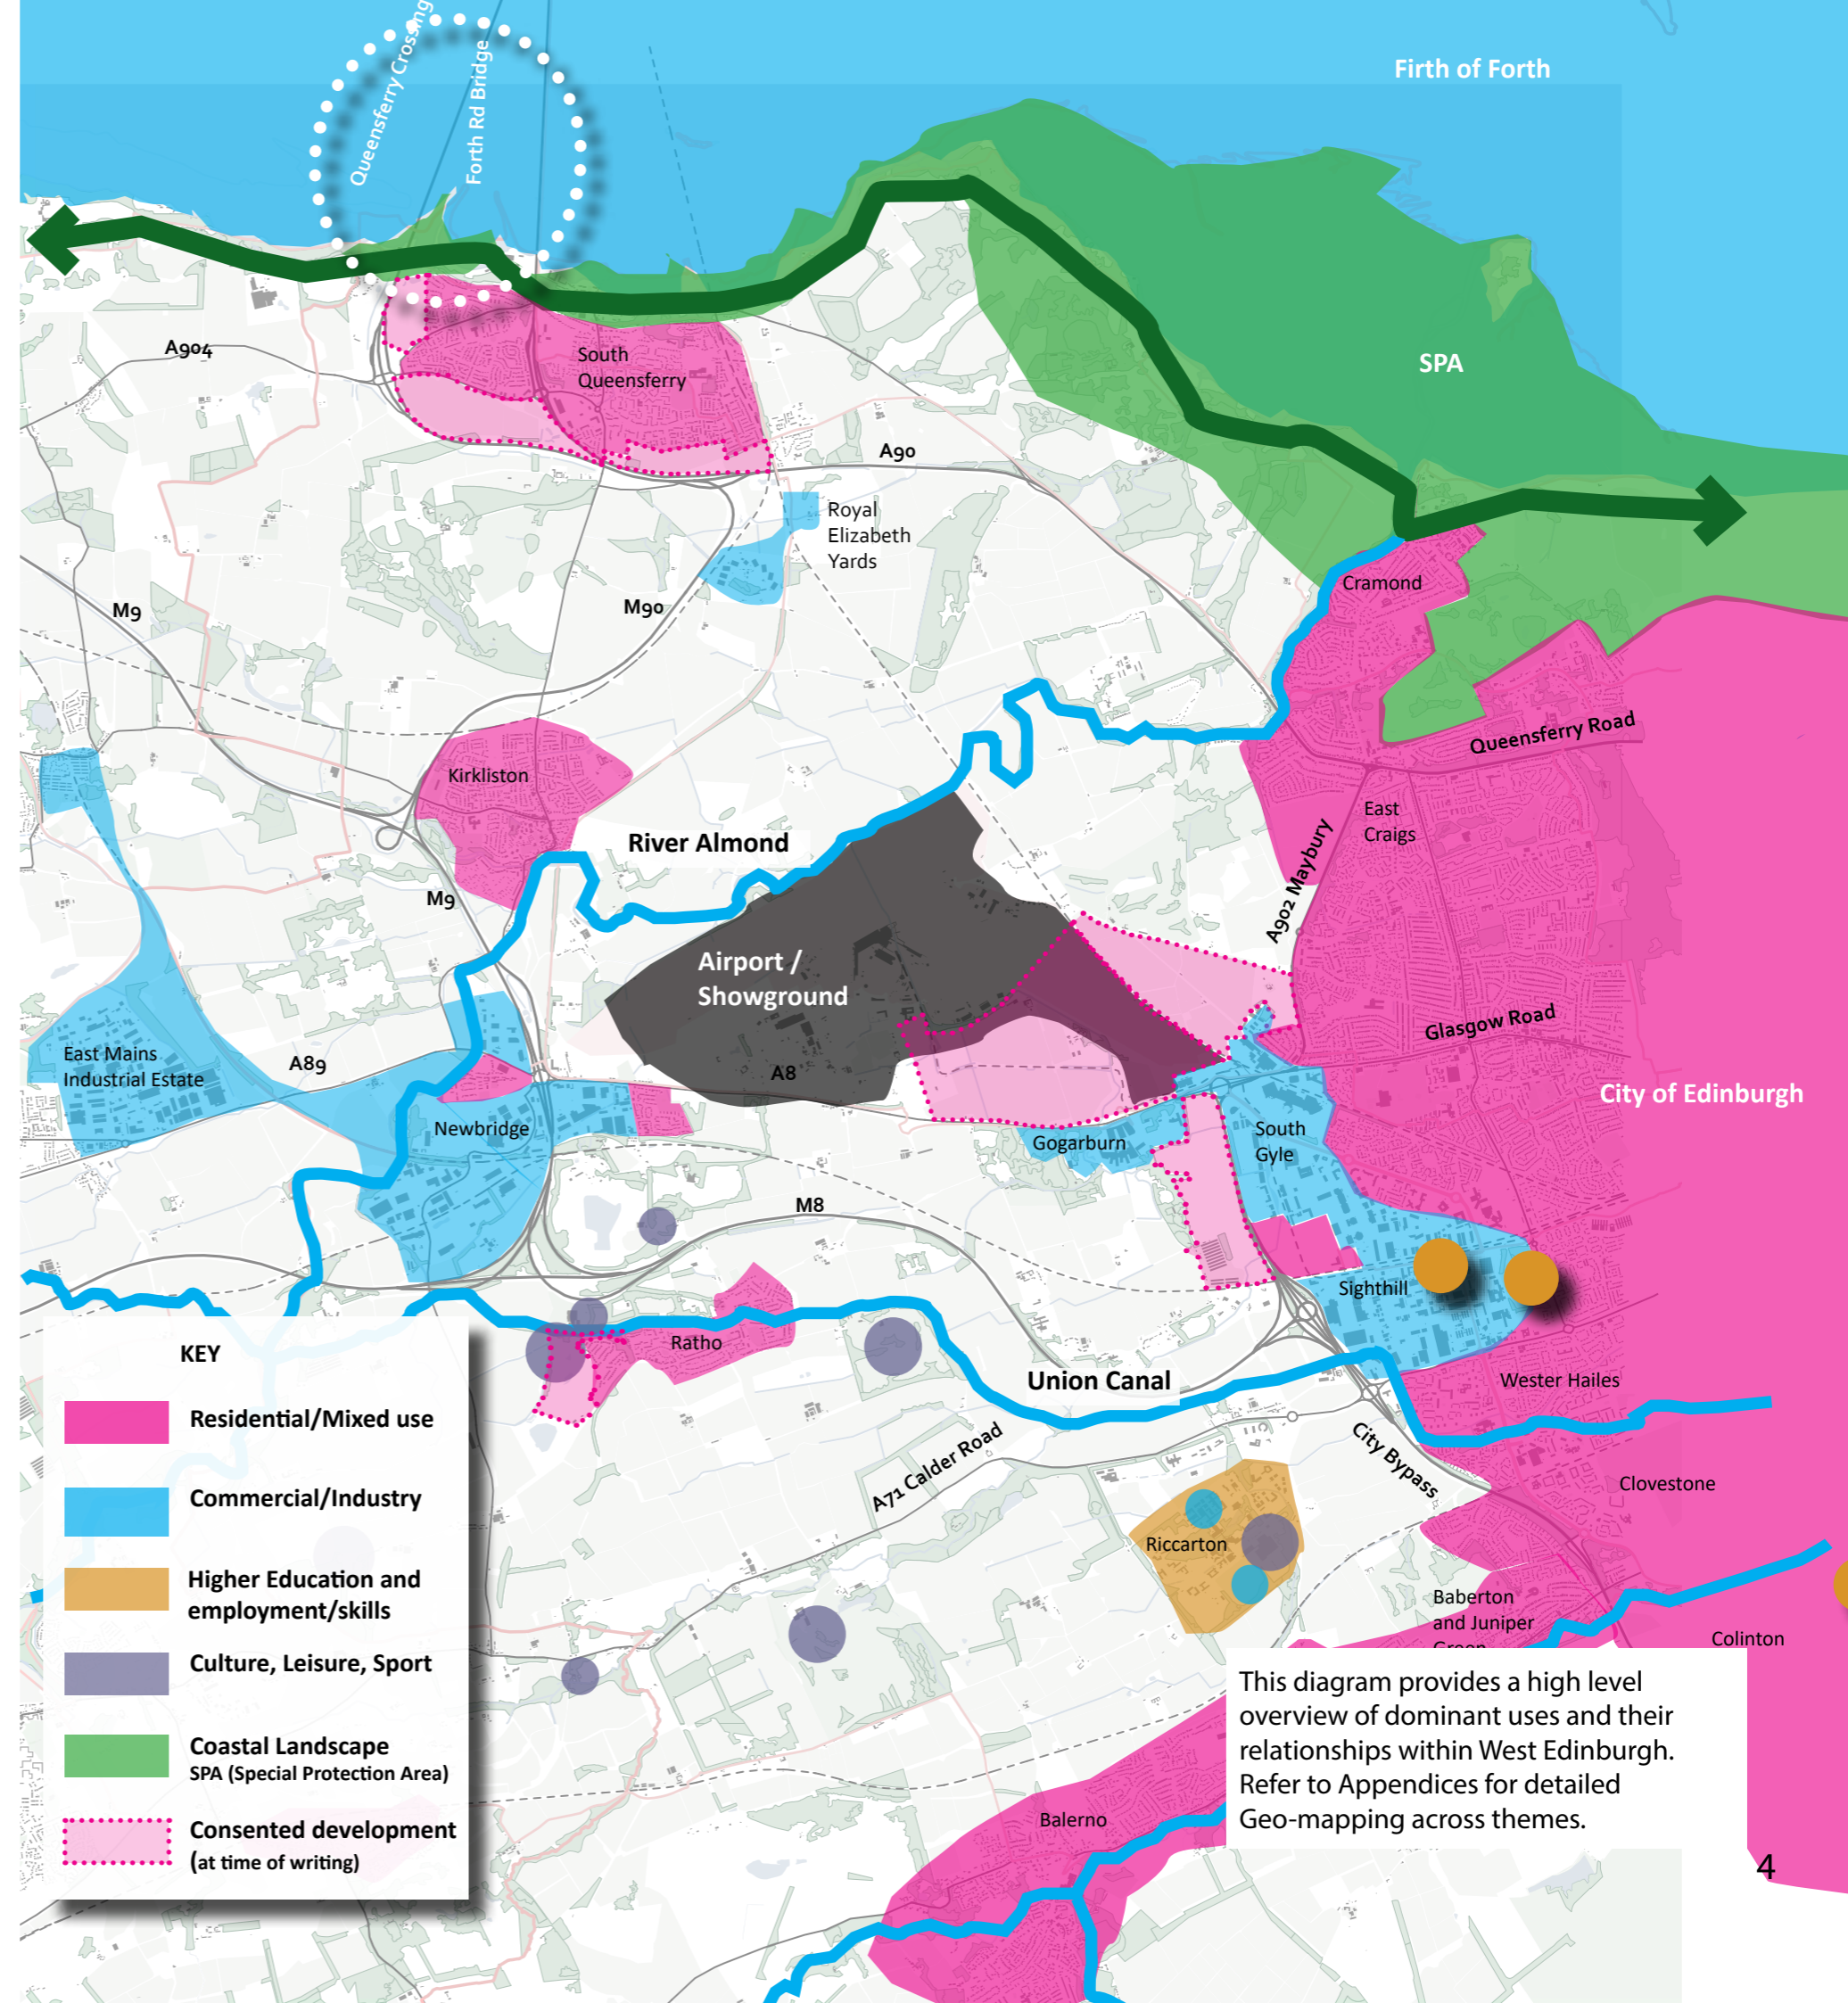 Queensferry Crossing
Forth Rd Bridge
Firth of Forth
SPA
A904
South
Queensferry
A90
Royal
Elizabeth
Yards
M9
M90
Cramond
Queensferry Road
Kirkliston
East
Craigs
River Almond
A902 Maybury
M9
Airport /
Showground
Glasgow Road
East Mains
Industrial Estate
A89
A8
City of Edinburgh
Newbridge
Gogarburn
South
Gyle
M8
Sighthill
Ratho
Union Canal
Wester Hailes
A71 Calder Road
City Bypass
Clovestone
Riccarton
Baberton
and Juniper
Green
Colinton
Balerno
KEY
Residential/Mixed use
Commercial/Industry
Higher Education and
employment/skills
Culture, Leisure, Sport
Coastal Landscape
SPA (Special Protection Area)
Consented development
(at time of writing)
This diagram provides a high level
overview of dominant uses and their
relationships within West Edinburgh.
Refer to Appendices for detailed
Geo-mapping across themes.
4